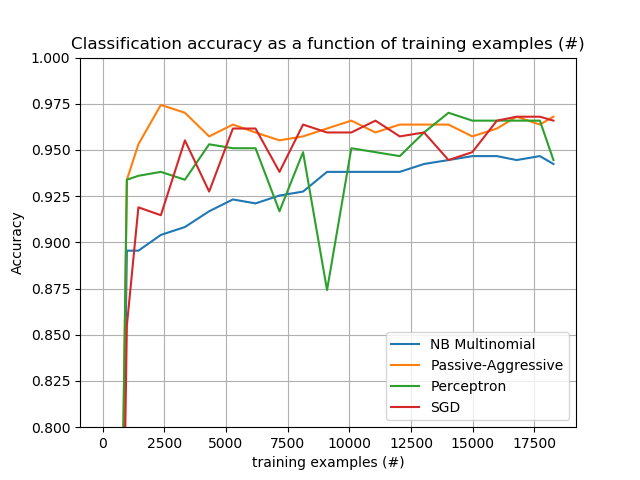 Classification accuracy as a function of training examples (#)
1.000
0.975
0.950
0.925
0.900
0.875
0.850
0.825
0.800
Accuracy
NB Multinomial
Passive-Aggressive
Perceptron
SGD
0 2500 5000 7500 10000 12500 15000 17500
training examples (#)